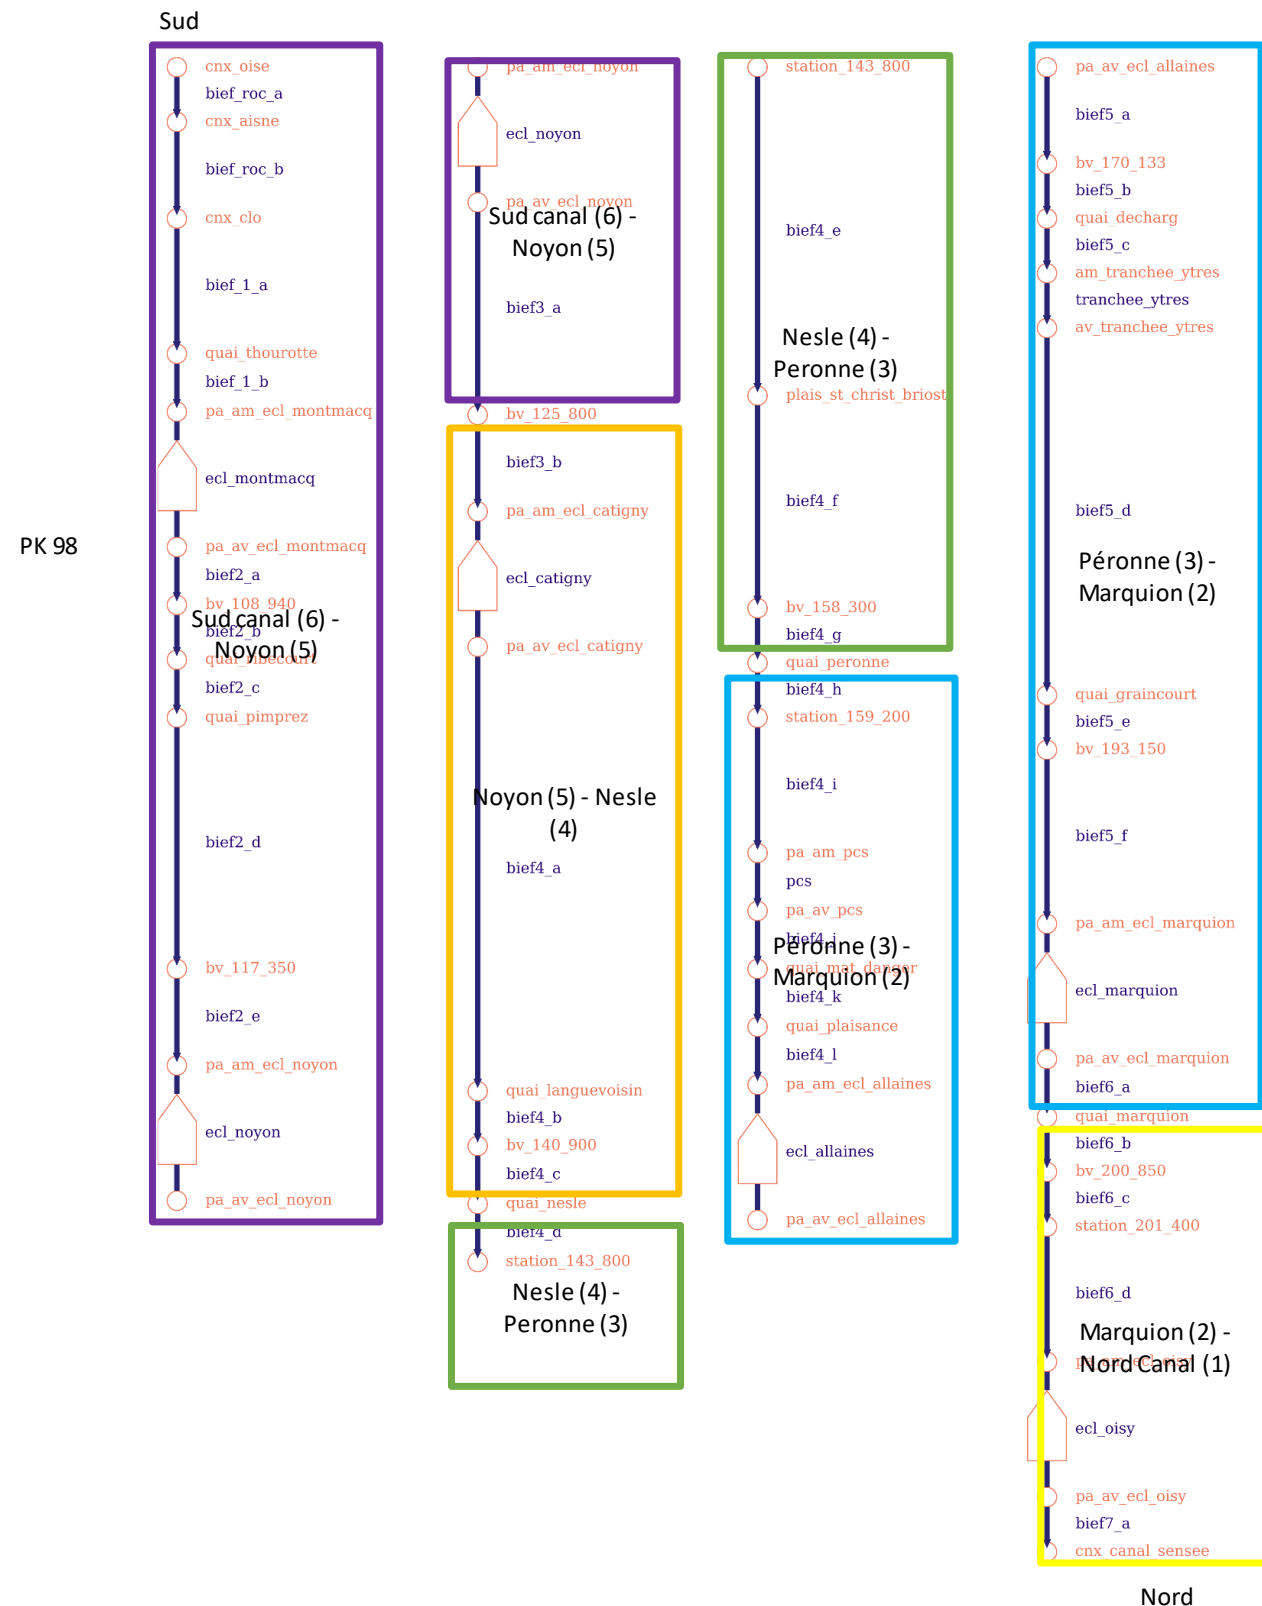 Sud
PK 98
cnx_oise
bief_roc_a
cnx_aisne
bief_roc_b
cnx_clo
bief_1_a
quai_thourotte
bief_1_b
pa_am_ecl_montmacq
ecl_montmacq
pa_av_ecl_montmacq
bief2_a
bv_108_940
Sud canal (6) -
bief2_b
Noyon (5)
quai_ribecourt
bief2_c
quai_pimprez
bief2_d
bv_117_350
bief2_e
pa_am_ecl_noyon
ecl_noyon
pa_av_ecl_noyon
pa_am_ecl_noyon
ecl_noyon
pa_av_ecl_noyon
Sud canal (6) -
Noyon (5)
bief3_a
bv_125_800
bief3_b
pa_am_ecl_catigny
ecl_catigny
pa_av_ecl_catigny
Noyon (5) - Nesle
(4)
bief4_a
quai_languevoisin
bief4_b
bv_140_900
bief4_c
quai_nesle
bief4_d
station_143_800
Nesle (4) -
Peronne (3)
station_143_800
bief4_e
Nesle (4) -
Peronne (3)
plais_st_christ_briost
bief4_f
bv_158_300
bief4_g
quai_peronne
bief4_h
station_159_200
bief4_i
pa_am_pcs
pcs
pa_av_pcs
bief4_j
Péronne (3) -
quai_mat_danger
Marquion (2)
bief4_k
quai_plaisance
bief4_l
pa_am_ecl_allaines
ecl_allaines
pa_av_ecl_allaines
pa_av_ecl_allaines
bief5_a
bv_170_133
bief5_b
quai_decharg
bief5_c
am_tranchee_ytres
tranchee_ytres
av_tranchee_ytres
bief5_d
Péronne (3) -
Marquion (2)
quai_graincourt
bief5_e
bv_193_150
bief5_f
pa_am_ecl_marquion
ecl_marquion
pa_av_ecl_marquion
bief6_a
quai_marquion
bief6_b
bv_200_850
bief6_c
station_201_400
bief6_d
Marquion (2) -
pa_am_ecl_oisy
Nord Canal (1)
ecl_oisy
pa_av_ecl_oisy
bief7_a
cnx_canal_sensee
Nord